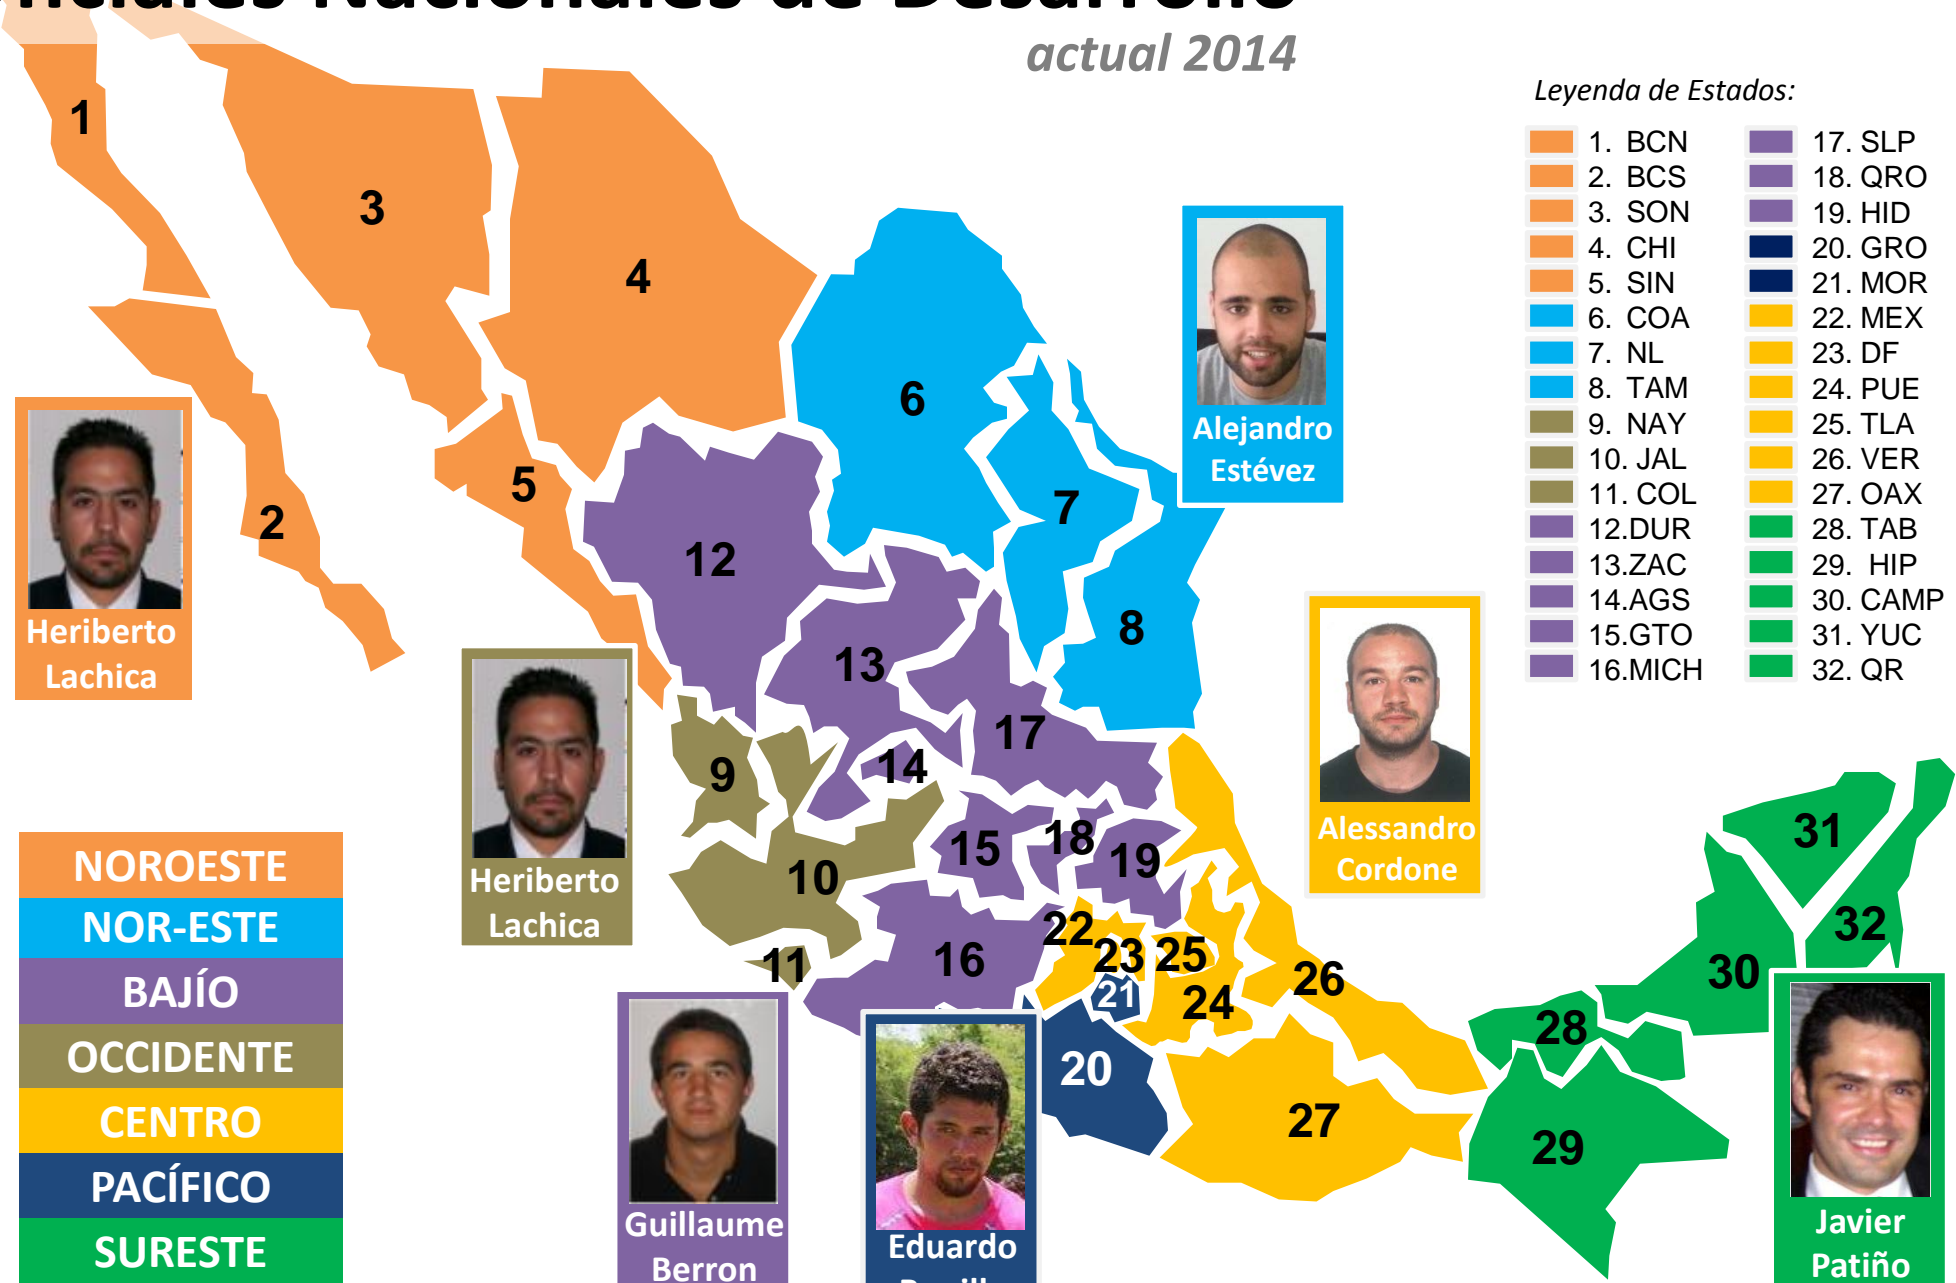 actual 2014
Leyenda de Estados:
1. BCN
2. BCS
3. SON
4. CHI
5. SIN
6. COA
7. NL
8. TAM
9. NAY
10. JAL
11. COL
12.DUR
13.ZAC
14.AGS
15.GTO
16.MICH
17. SLP
18. QRO
19. HID
20. GRO
21. MOR
22. MEX
23. DF
24. PUE
25. TLA
26. VER
27. OAX
28. TAB
29. HIP
30. CAMP
31. YUC
32. QR
1
3
4
6
Alejandro
Estévez
5
7
2
12
8
Heriberto
Lachica
13
17
14
9
Heriberto
Lachica
Alessandro
Cordone
10
15
18
19
31
11
16
22
23
25
24
21
26
32
30
28
20
27
29
NOROESTE
NOR-ESTE
BAJÍO
OCCIDENTE
CENTRO
PACÍFICO
SURESTE
Guillaume
Berron
Eduardo
Javier
Patiño